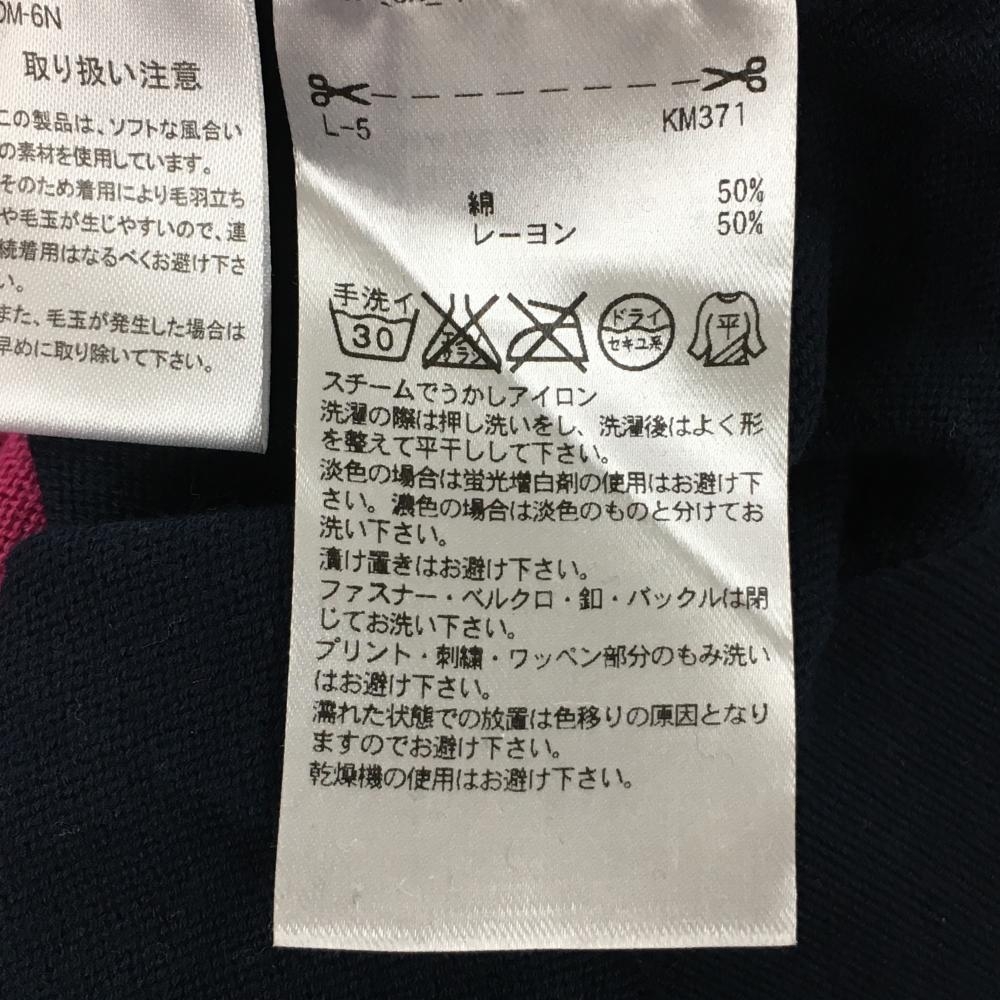 DM-6N
取り扱い注意
この製品は、ソフトな風合い
の素材を使用しています。
そのため着用により毛羽立ち
や毛玉が生じやすいので、連
続着用はなるべくお避け下さ
い。
また、毛玉が発生した場合は
早めに取り除いて下さい。
L-5 KM371
綿 50%
レーヨン 50%
手洗イ
30
エンソ
サラシ
ドライ
セキユ系
平
スチームでうかしアイロン
洗濯の際は押し洗いをし、洗濯後はよく形
を整えて平干しして下さい。
淡色の場合は蛍光増白剤の使用はお避け下
さい。濃色の場合は淡色のものと分けてお
洗い下さい。
漬け置きはお避け下さい。
ファスナー・ベルクロ・釦・バックルは閉
じてお洗い下さい。
プリント・刺繍・ワッペン部分のもみ洗い
はお避け下さい。
濡れた状態での放置は色移りの原因となり
ますのでお避け下さい。
乾燥機の使用はお避け下さい。